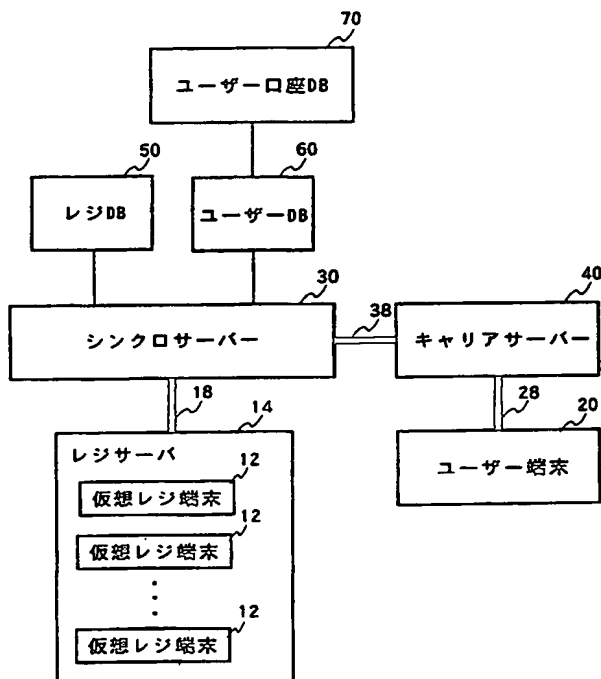 70
ユーザー口座DB
50
60
レジDB
ユーザーDB
30
40
シンクロサーバー
38
キャリアサーバー
18
14
28
20
レジサーバ
ユーザー端末
12
仮想レジ端末
12
仮想レジ端末
12
仮想レジ端末